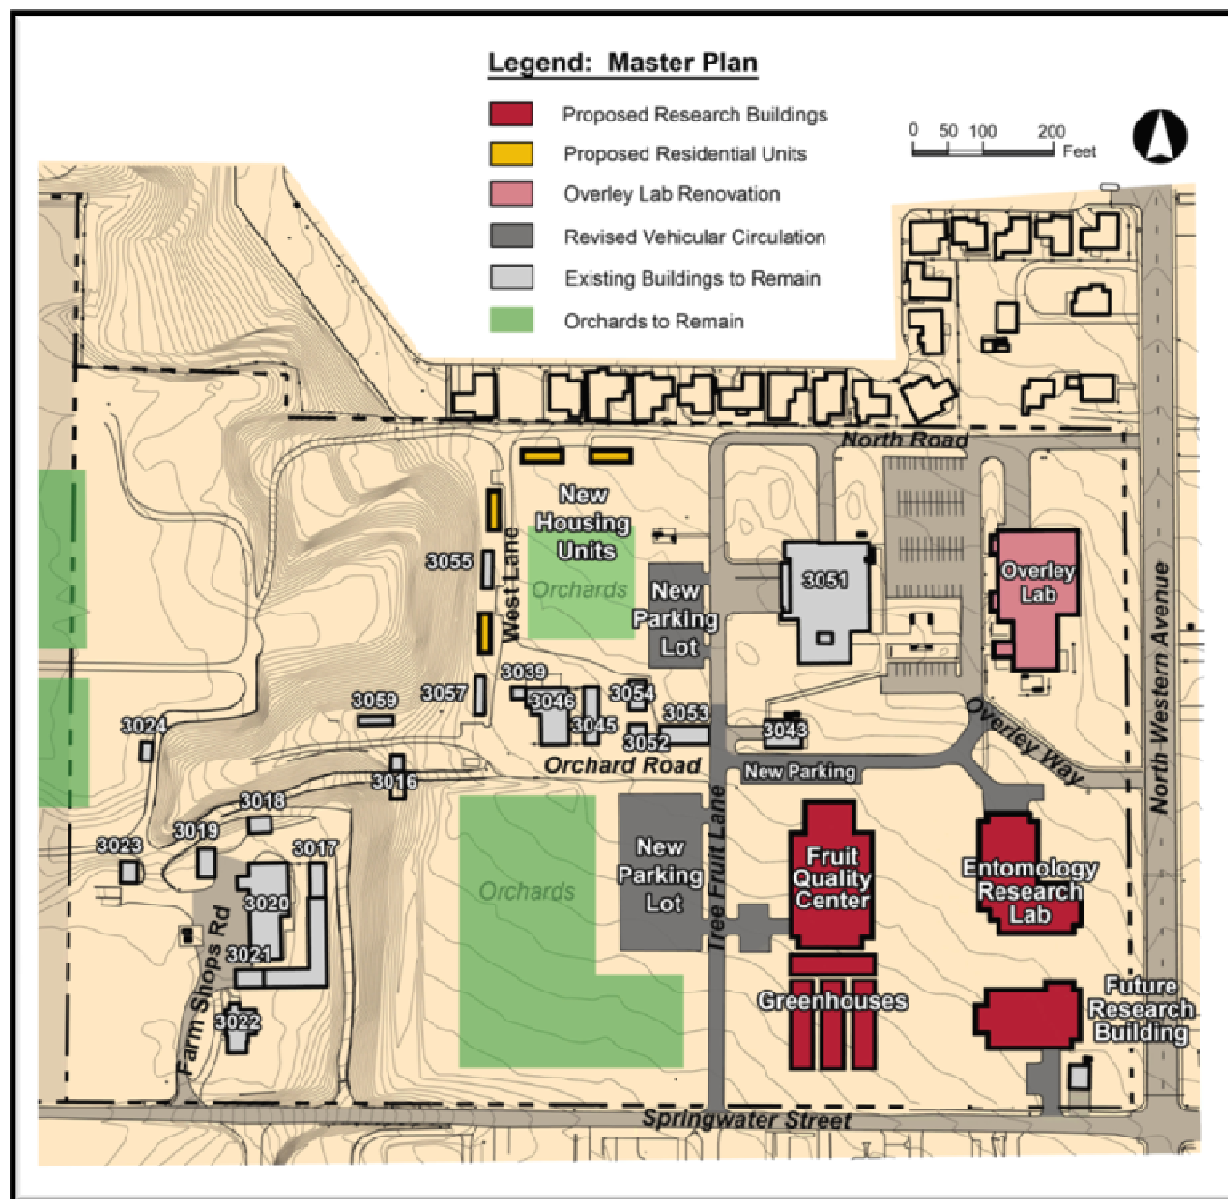 Legend: Master Plan
Proposed Research Buildings
Proposed Residential Units
Overley Lab Renovation
Revised Vehicular Circulation
Existing Buildings to Remain
Orchards to Remain
0 50 100 200
Feet
North Road
New
Housing
Units
3055
West Lane
Orchards
New
Parking
Lot
3051
Overley
Lab
North Western Avenue
3039
3057
3059
3046
3045
3054
3053
3052
3043
3024
Overley Way
Orchard Road
New Parking
3016
3018
3019
3017
3023
3020
3021
Farm Shops Rd
3022
Orchards
New
Parking
Lot
Tree Fruit Lane
Fruit
Quality
Center
Entomology
Research
Lab
Greenhouses
Future
Research
Building
Springwater Street